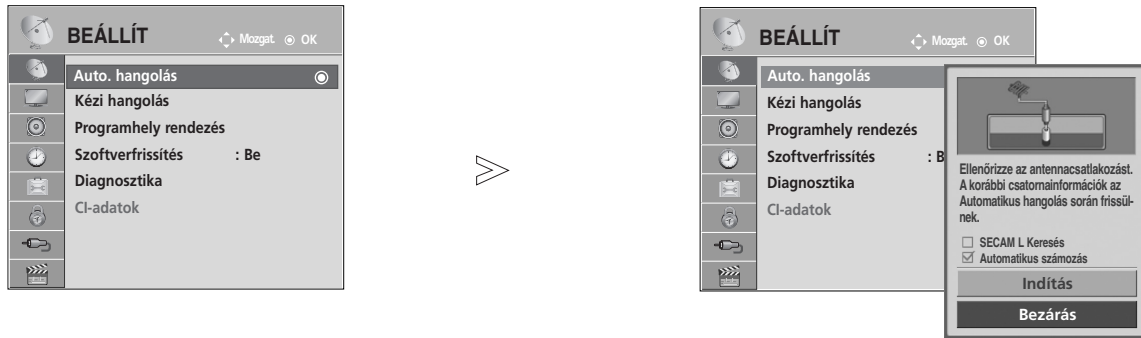 BEÁLLÍT
Mozgat. OK
Auto. hangolás
Kézi hangolás
Programhely rendezés
Szoftverfrissítés : Be
Diagnosztika
CI-adatok
BEÁLLÍT
Mozgat. OK
Auto. hangolás
Kézi hangolás
Programhely rendezés
Szoftverfrissítés : B
Diagnosztika
CI-adatok
Ellenőrizze az antennacsatlakozást.
A korábbi csatornainformációk az
Automatikus hangolás során frissül-
nek.
SECAM L Keresés
Automatikus számozás
Indítás
Bezárás